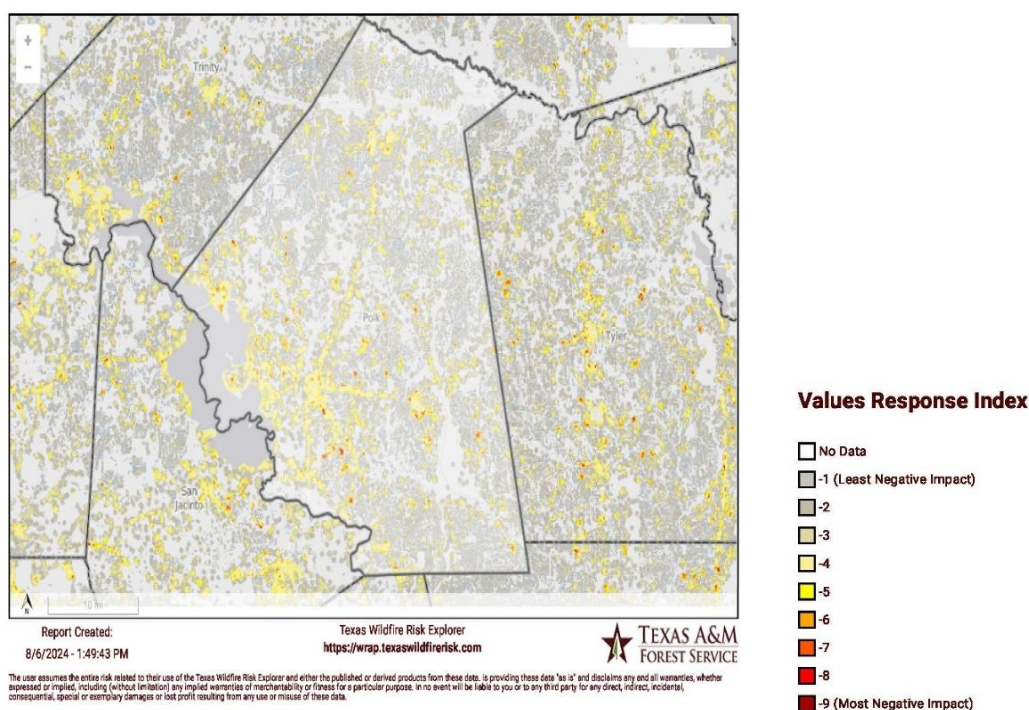 +
-
Trinity
Polk
Tyler
San
Jacinto
N
10 mi
Report Created:
8/6/2024 - 1:49:43 PM
Texas Wildfire Risk Explorer
https://wrap.texaswildfirerisk.com
TEXAS A&M
FOREST SERVICE
The user assumes the entire risk related to their use of the Texas Wildfire Risk Explorer and either the published or derived products from these data. is providing these data "as is" and disclaims any and all warranties, whether
expressed or implied, including (without limitation) any implied warranties of merchantability or fitness for a particular purpose. in no event will be liable to you or to any third party for any direct, indirect, incidental,
consequential, special or exemplary damages or lost profit resulting from any use or misuse of these data.
Values Response Index
No Data
-1 (Least Negative Impact)
-2
-3
-4
-5
-6
-7
-8
-9 (Most Negative Impact)